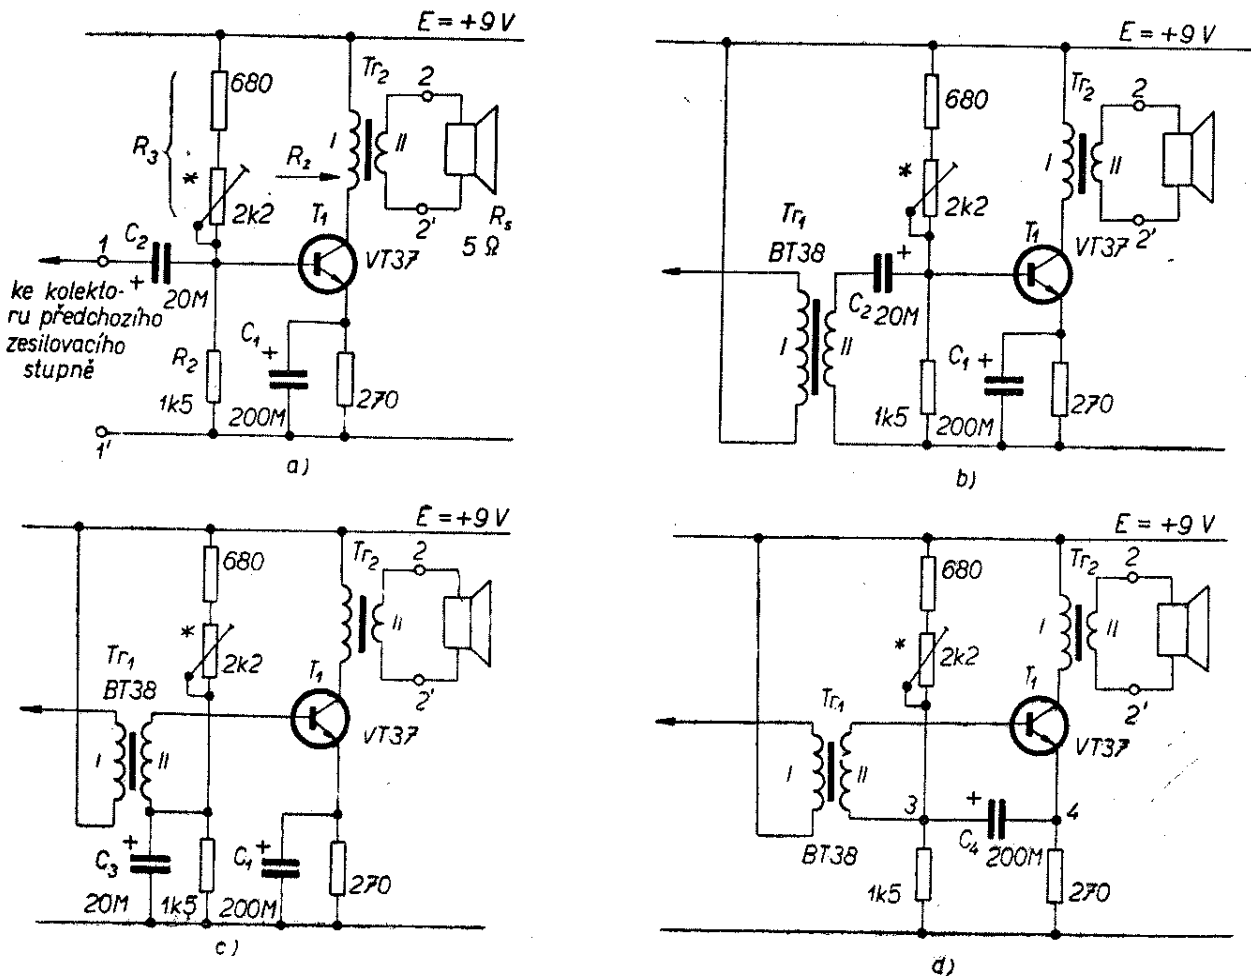 E = +9 V
680
Tr2
2
R3
I
II
Rz
*
2k2
2'
Rs
5 Ω
T1
VT37
1
C2
+
20M
ke kolekto-
ru předchozího
zesilovacího
stupně
C1
+
R2
1k5
200M
270
1'
a)
E = +9 V
680
Tr2
2
I
II
*
2k2
2'
Tr1
BT38
T1
VT37
+
C2
20M
I
II
C1
+
1k5
200M
270
b)
E = +9 V
680
Tr2
2
II
*
2k2
2'
Tr1
BT38
T1
VT37
I
II
+
C3
20M
1k5
C1
+
200M
270
c)
E = +9 V
680
Tr2
2
I
II
*
2k2
2'
Tr1
T1
VT37
I
II
3
+
4
C4
BT38
200M
1k5
270
d)